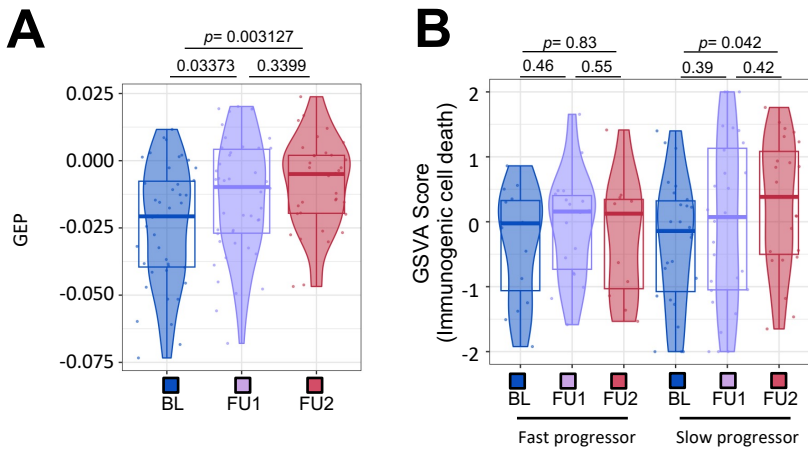 A
p= 0.003127
0.03373 0.3399
0.025
0.000
-0.025
-0.050
-0.075
GEP
BL FU1 FU2
B
p= 0.83 p= 0.042
0.46 0.55 0.39 0.42
2
1
0
-1
-2
GSVA Score
(Immunogenic cell death)
BL FU1 FU2 BL FU1 FU2
Fast progressor Slow progressor